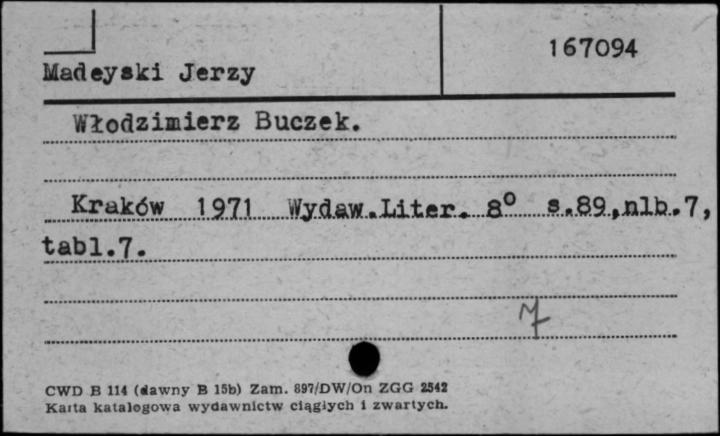 167094
Madeyski Jerzy
Włodzimierz Buczek.
Kraków 1971 Wydaw.Liter. 8° s.89,nlb.7,
tabl.7.
CWD B 114 (dawny B 15b) Zam. 897/DW/On ZGG 2542
Karta katalogowa wydawnictw ciągłych i zwartych.